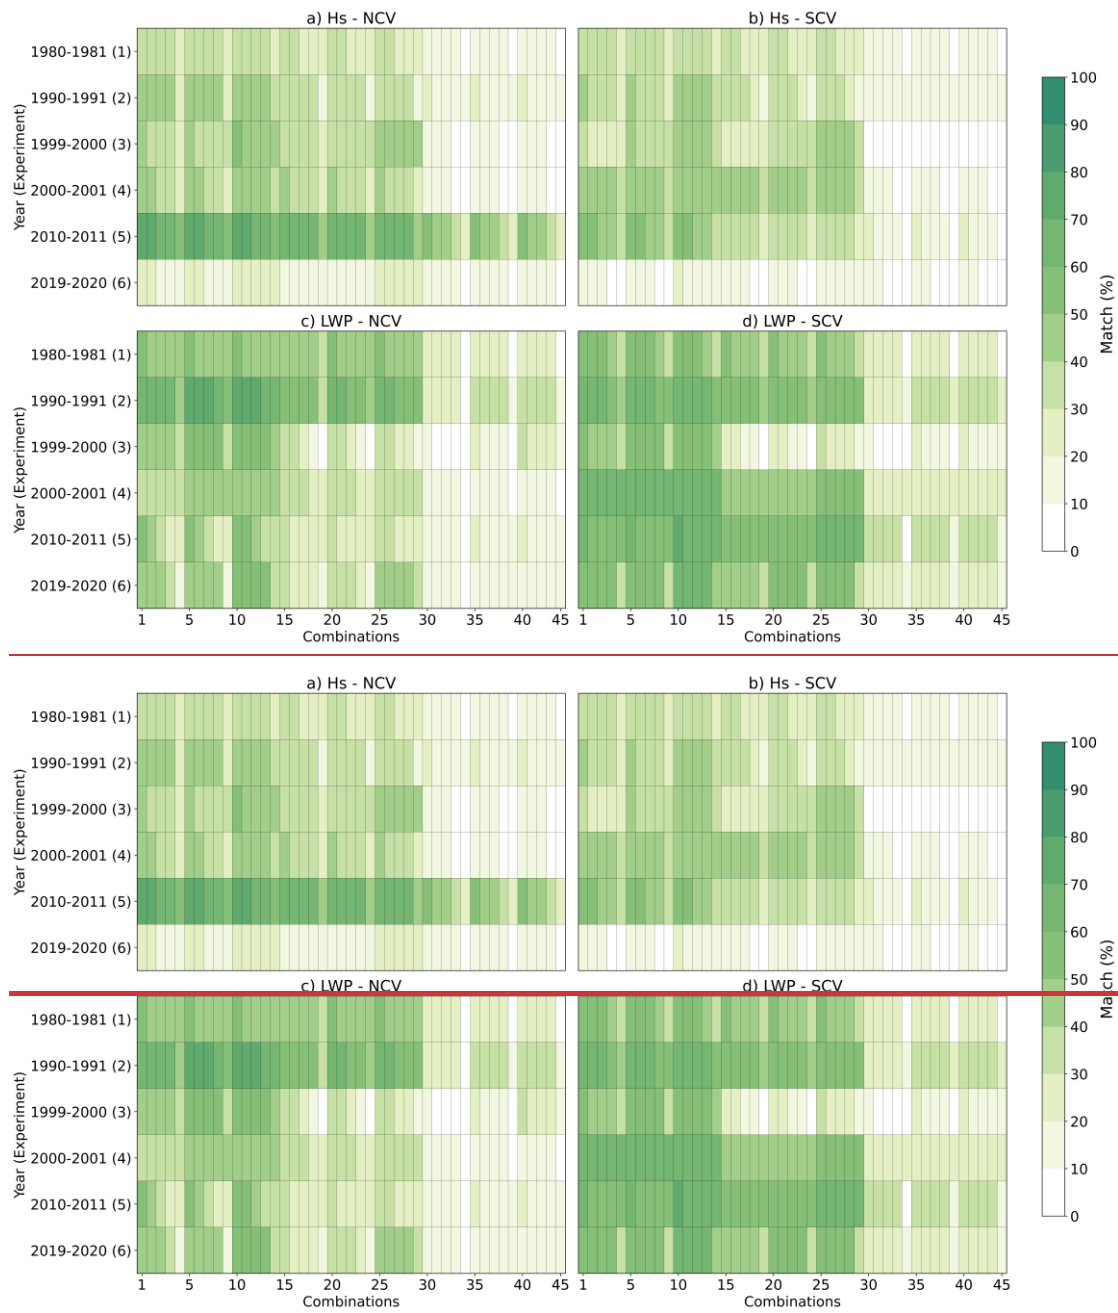 a) Hs - NCV
b) Hs - SCV
Year (Experiment)
1980-1981 (1)
1990-1991 (2)
1999-2000 (3)
2000-2001 (4)
2010-2011 (5)
2019-2020 (6)
c) LWP - NCV
d) LWP - SCV
Year (Experiment)
1980-1981 (1)
1990-1991 (2)
1999-2000 (3)
2000-2001 (4)
2010-2011 (5)
2019-2020 (6)
1 5 10 15 20 25 30 35 40 45
Combinations
1 5 10 15 20 25 30 35 40 45
Combinations
100
90
80
70
60
50
40
30
20
10
0
Match (%)
a) Hs - NCV
b) Hs - SCV
Year (Experiment)
1980-1981 (1)
1990-1991 (2)
1999-2000 (3)
2000-2001 (4)
2010-2011 (5)
2019-2020 (6)
c) LWP - NCV
d) LWP - SCV
Year (Experiment)
1980-1981 (1)
1990-1991 (2)
1999-2000 (3)
2000-2001 (4)
2010-2011 (5)
2019-2020 (6)
1 5 10 15 20 25 30 35 40 45
Combinations
1 5 10 15 20 25 30 35 40 45
Combinations
100
90
80
70
60
50
40
30
20
10
0
Match (%)